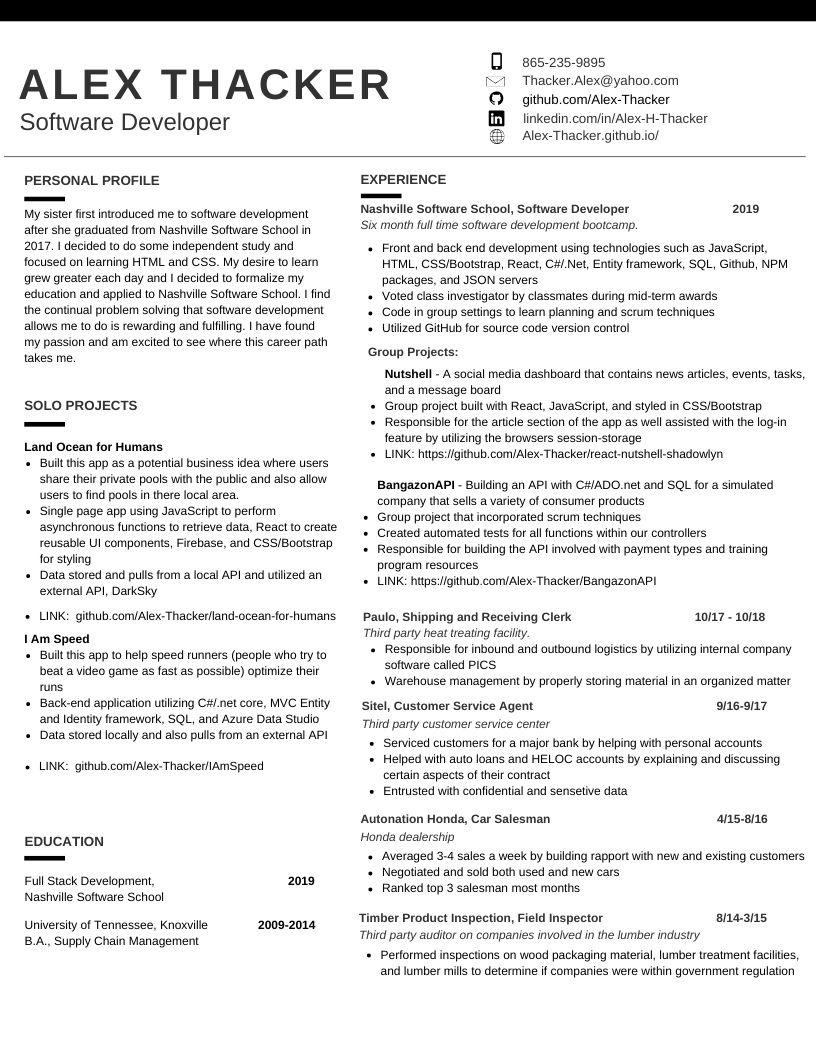 ALEX THACKER
Software Developer
865-235-9895
Thacker.Alex@yahoo.com
github.com/Alex-Thacker
linkedin.com/in/Alex-H-Thacker
Alex-Thacker.github.io/
PERSONAL PROFILE
My sister first introduced me to software development
after she graduated from Nashville Software School in
2017. I decided to do some independent study and
focused on learning HTML and CSS. My desire to learn
grew greater each day and I decided to formalize my
education and applied to Nashville Software School. I find
the continual problem solving that software development
allows me to do is rewarding and fulfilling. I have found
my passion and am excited to see where this career path
takes me.
SOLO PROJECTS
Land Ocean for Humans
• Built this app as a potential business idea where users
share their private pools with the public and also allow
users to find pools in there local area.
• Single page app using JavaScript to perform
asynchronous functions to retrieve data, React to create
reusable UI components, Firebase, and CSS/Bootstrap
for styling
• Data stored and pulls from a local API and utilized an
external API, DarkSky
• LINK:  github.com/Alex-Thacker/land-ocean-for-humans
I Am Speed
• Built this app to help speed runners (people who try to
beat a video game as fast as possible) optimize their
runs
• Back-end application utilizing C#/.net core, MVC Entity
and Identity framework, SQL, and Azure Data Studio
• Data stored locally and also pulls from an external API
• LINK:  github.com/Alex-Thacker/IAmSpeed
EDUCATION
Full Stack Development, 2019
Nashville Software School
University of Tennessee, Knoxville 2009-2014
B.A., Supply Chain Management
EXPERIENCE
Nashville Software School, Software Developer 2019
Six month full time software development bootcamp.
• Front and back end development using technologies such as JavaScript,
HTML, CSS/Bootstrap, React, C#/.Net, Entity framework, SQL, Github, NPM
packages, and JSON servers
• Voted class investigator by classmates during mid-term awards
• Code in group settings to learn planning and scrum techniques
• Utilized GitHub for source code version control
Group Projects:
Nutshell - A social media dashboard that contains news articles, events, tasks,
and a message board
• Group project built with React, JavaScript, and styled in CSS/Bootstrap
• Responsible for the article section of the app as well assisted with the log-in
feature by utilizing the browsers session-storage
• LINK: https://github.com/Alex-Thacker/react-nutshell-shadowlyn
BangazonAPI - Building an API with C#/ADO.net and SQL for a simulated
company that sells a variety of consumer products
• Group project that incorporated scrum techniques
• Created automated tests for all functions within our controllers
• Responsible for building the API involved with payment types and training
program resources
• LINK: https://github.com/Alex-Thacker/BangazonAPI
Paulo, Shipping and Receiving Clerk 10/17 - 10/18
Third party heat treating facility.
• Responsible for inbound and outbound logistics by utilizing internal company
software called PICS
• Warehouse management by properly storing material in an organized matter
Sitel, Customer Service Agent 9/16-9/17
Third party customer service center
• Serviced customers for a major bank by helping with personal accounts
• Helped with auto loans and HELOC accounts by explaining and discussing
certain aspects of their contract
• Entrusted with confidential and sensetive data
Autonation Honda, Car Salesman 4/15-8/16
Honda dealership
• Averaged 3-4 sales a week by building rapport with new and existing customers
• Negotiated and sold both used and new cars
• Ranked top 3 salesman most months
Timber Product Inspection, Field Inspector 8/14-3/15
Third party auditor on companies involved in the lumber industry
• Performed inspections on wood packaging material, lumber treatment facilities,
and lumber mills to determine if companies were within government regulation